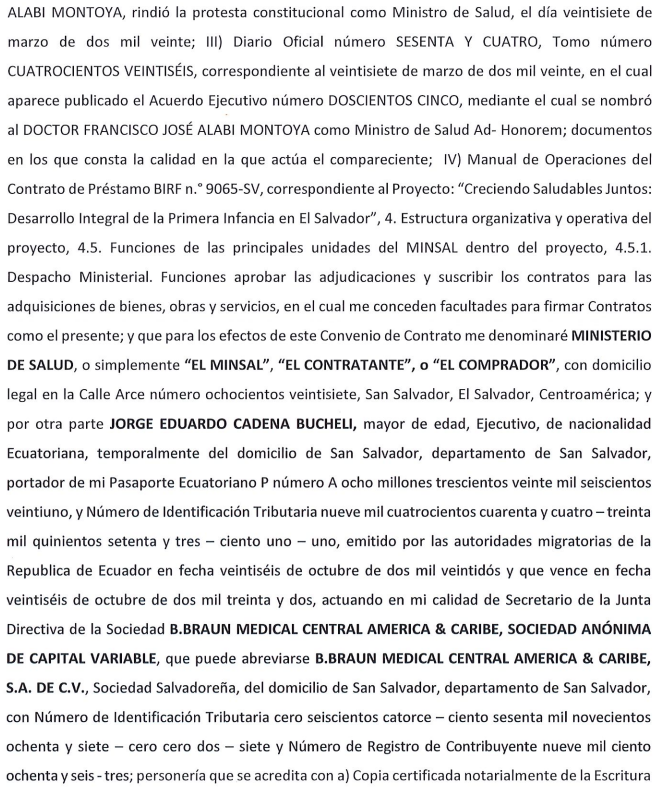 ALABI MONTOYA, rindió la protesta constitucional como Ministro de Salud, el día veintisiete de
marzo de dos mil veinte; III) Diario Oficial número SESENTA Y CUATRO, Tomo número
CUATROCIENTOS VEINTISÉIS, correspondiente al veintisiete de marzo de dos mil veinte, en el cual
aparece publicado el Acuerdo Ejecutivo número DOSCIENTOS CINCO, mediante el cual se nombró
al DOCTOR FRANCISCO JOSÉ ALABI MONTOYA como Ministro de Salud Ad- Honorem; documentos
en los que consta la calidad en la que actúa el compareciente; IV) Manual de Operaciones del
Contrato de Préstamo BIRF n.° 9065-SV, correspondiente al Proyecto: “Creciendo Saludables Juntos:
Desarrollo Integral de la Primera Infancia en El Salvador”, 4. Estructura organizativa y operativa del
proyecto, 4.5. Funciones de las principales unidades del MINSAL dentro del proyecto, 4.5.1.
Despacho Ministerial. Funciones aprobar las adjudicaciones y suscribir los contratos para las
adquisiciones de bienes, obras y servicios, en el cual me conceden facultades para firmar Contratos
como el presente; y que para los efectos de este Convenio de Contrato me denominaré MINISTERIO
DE SALUD, o simplemente “EL MINSAL”, “EL CONTRATANTE”, o “EL COMPRADOR”, con domicilio
legal en la Calle Arce número ochocientos veintisiete, San Salvador, El Salvador, Centroamérica; y
por otra parte JORGE EDUARDO CADENA BUCHELI, mayor de edad, Ejecutivo, de nacionalidad
Ecuatoriana, temporalmente del domicilio de San Salvador, departamento de San Salvador,
portador de mi Pasaporte Ecuatoriano P número A ocho millones trescientos veinte mil seiscientos
veintiuno, y Número de Identificación Tributaria nueve mil cuatrocientos cuarenta y cuatro – treinta
mil quinientos setenta y tres – ciento uno – uno, emitido por las autoridades migratorias de la
Republica de Ecuador en fecha veintiséis de octubre de dos mil veintidós y que vence en fecha
veintiséis de octubre de dos mil treinta y dos, actuando en mi calidad de Secretario de la Junta
Directiva de la Sociedad B.BRAUN MEDICAL CENTRAL AMERICA & CARIBE, SOCIEDAD ANÓNIMA
DE CAPITAL VARIABLE, que puede abreviarse B.BRAUN MEDICAL CENTRAL AMERICA & CARIBE,
S.A. DE C.V., Sociedad Salvadoreña, del domicilio de San Salvador, departamento de San Salvador,
con Número de Identificación Tributaria cero seiscientos catorce – ciento sesenta mil novecientos
ochenta y siete – cero cero dos – siete y Número de Registro de Contribuyente nueve mil ciento
ochenta y seis - tres; personería que se acredita con a) Copia certificada notarialmente de la Escritura